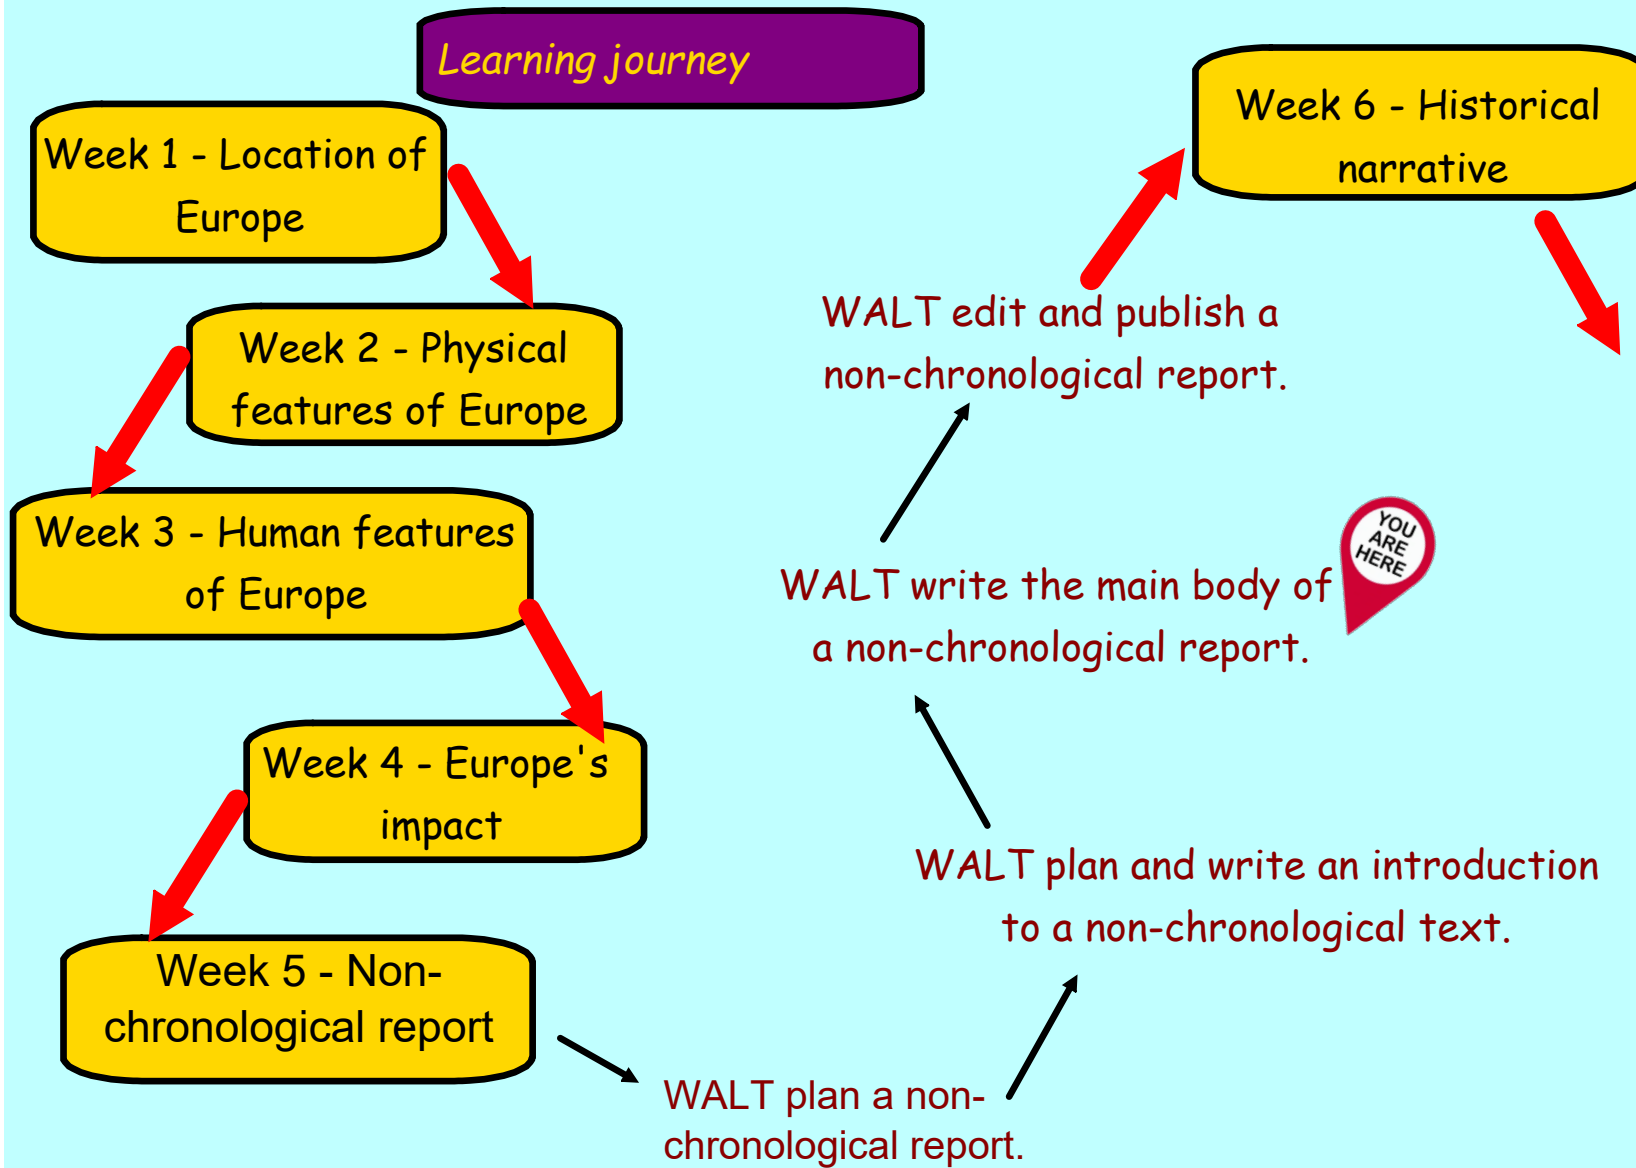 Learning journey
Week 1 - Location of
Europe
Week 2 - Physical
features of Europe
Week 3 - Human features
of Europe
Week 4 - Europe's
impact
Week 5 - Non-
chronological report
WALT plan a non-
chronological report.
WALT plan and write an introduction
to a non-chronological text.
WALT write the main body of
a non-chronological report.
YOU
ARE
HERE
WALT edit and publish a
non-chronological report.
Week 6 - Historical
narrative